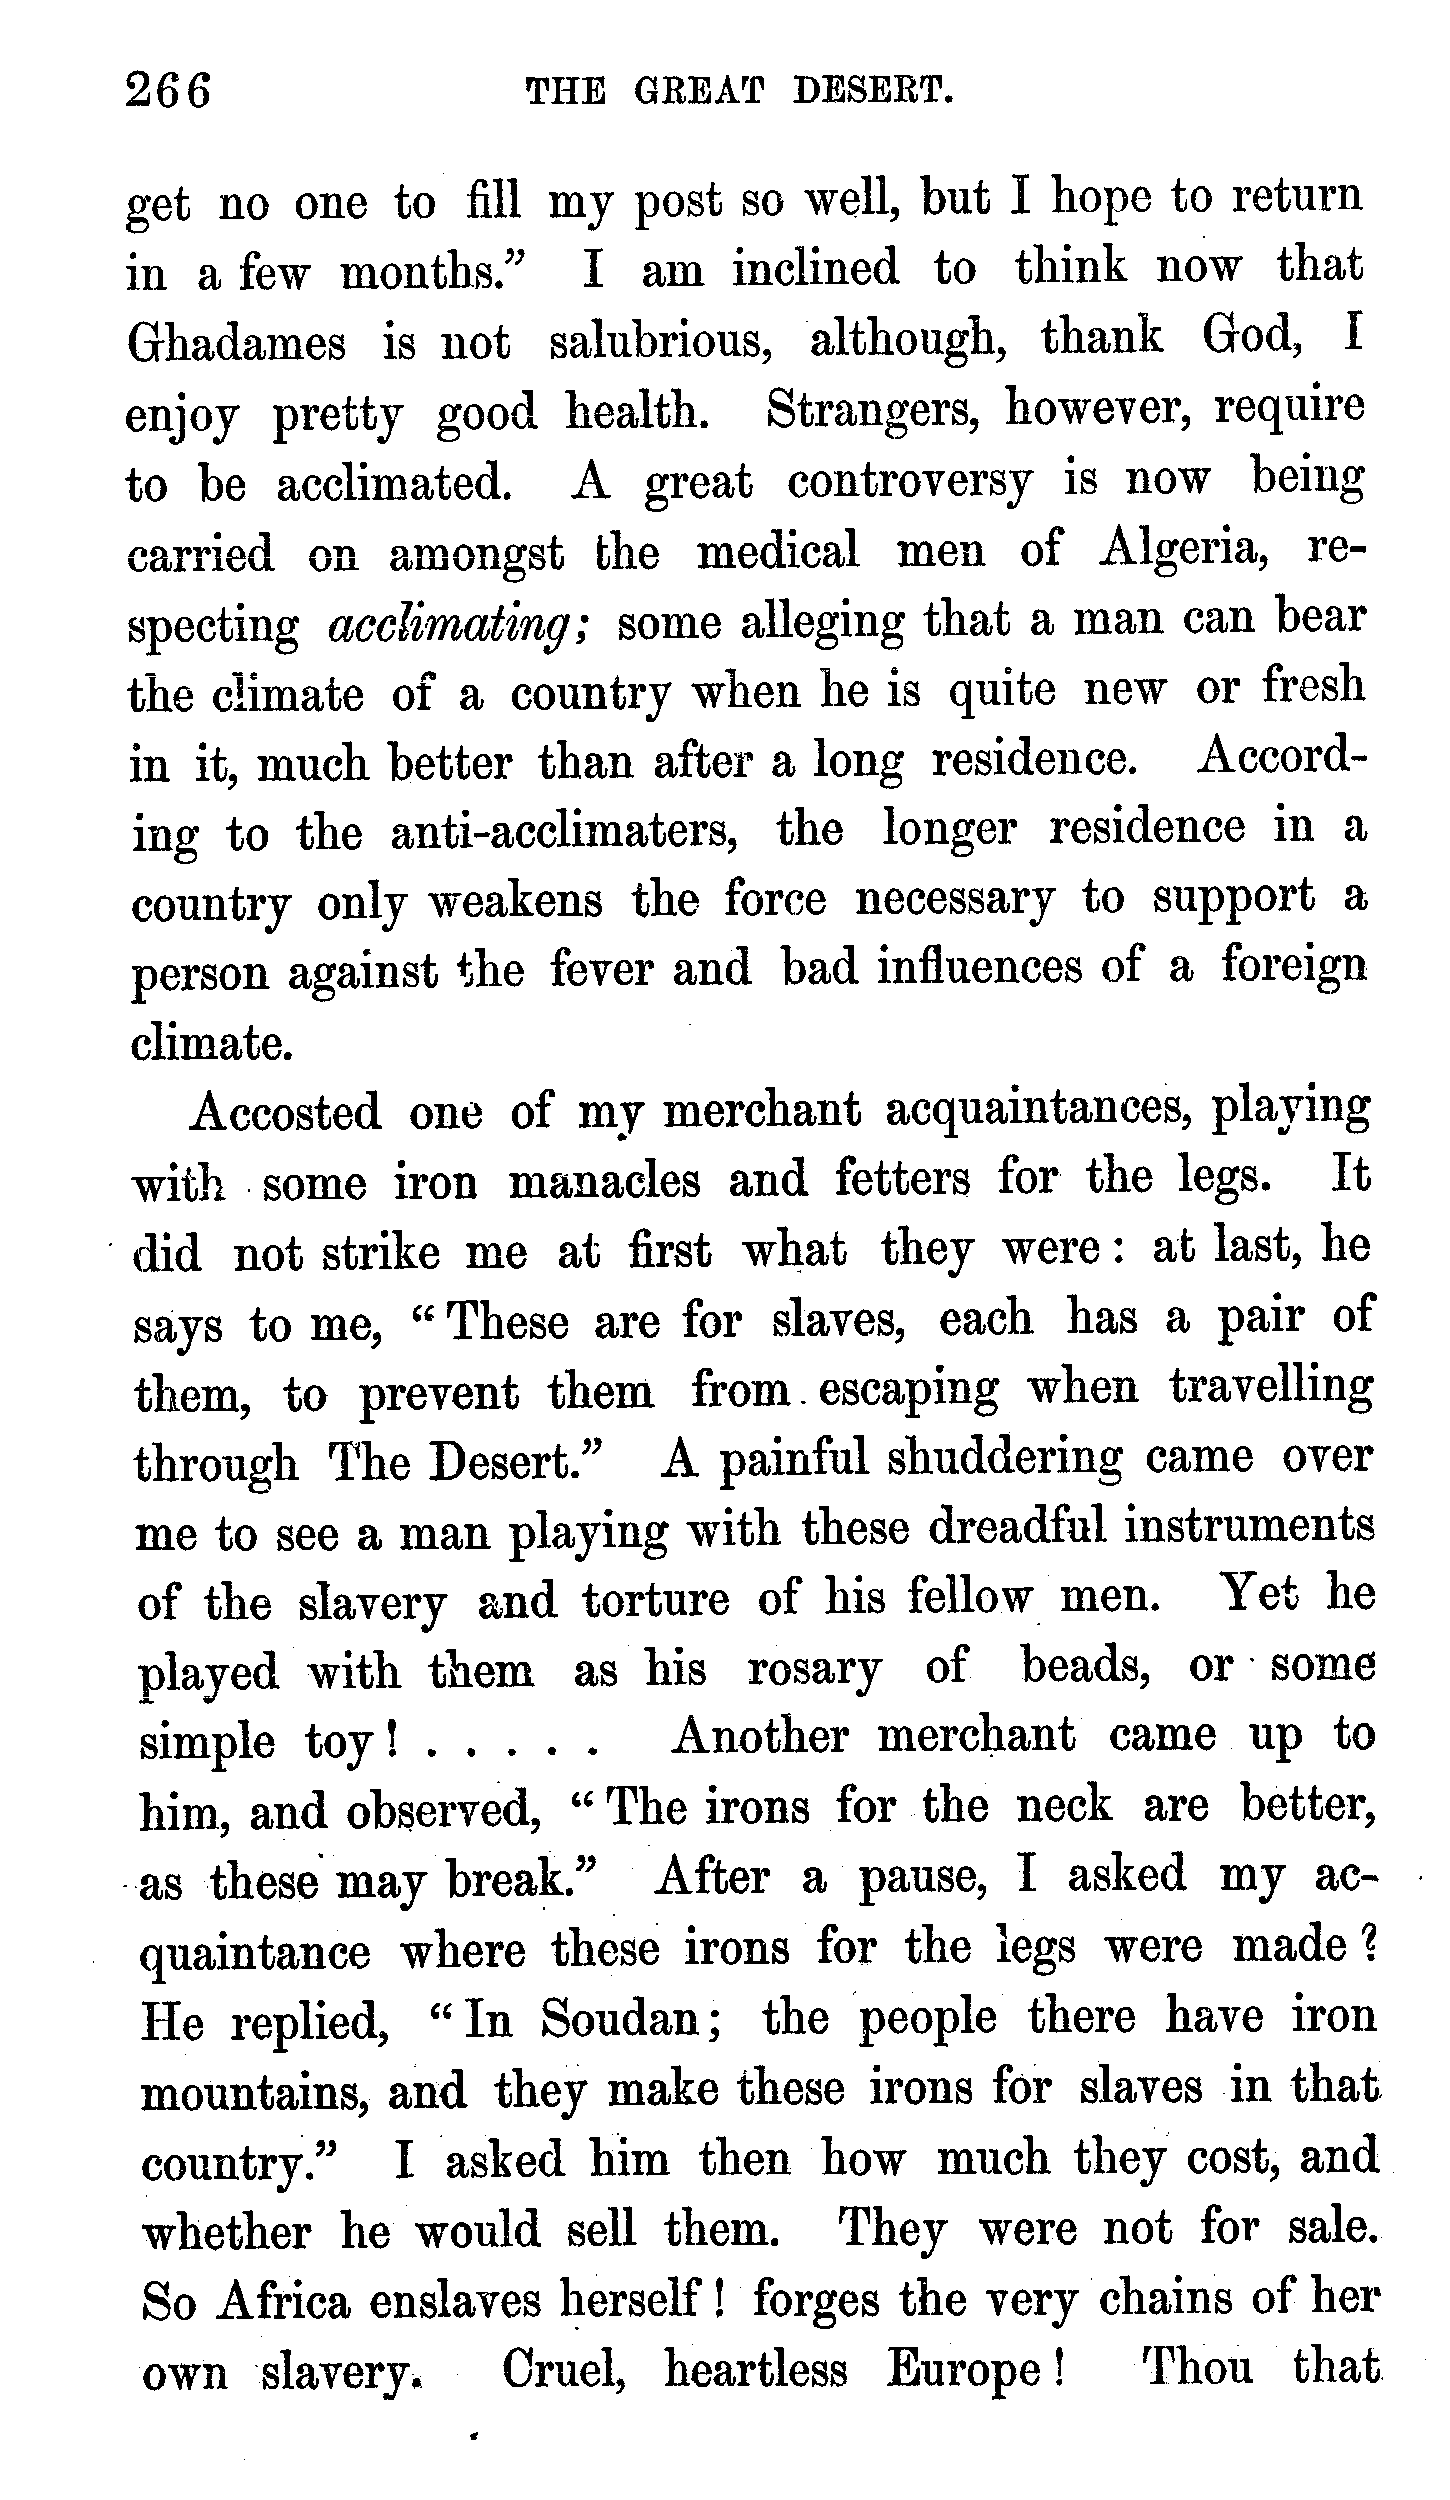 266 THE GREAT DESERT.
get no one to fill my post so well, but I hope to return
in a few months.” I am inclined to think now that
Ghadames is not salubrious, although, thank God, I
enjoy pretty good health. Strangers, however, require
to be acclimated. A great controversy is now being
carried on amongst the medical men of Algeria, re-
specting acclimating; some alleging that a man can bear
the climate of a country when he is quite new or fresh
in it, much better than after a long residence. Accord-
ing to the anti-acclimaters, the longer residence in a
country only weakens the force necessary to support a
person against the fever and bad influences of a foreign
climate.
Accosted one of my merchant acquaintances, playing
with some iron manacles and fetters for the legs. It
did not strike me at first what they were: at last, he
says to me, “These are for slaves, each has a pair of
them, to prevent them from escaping when travelling
through The Desert.” A painful shuddering came over
me to see a man playing with these dreadful instruments
of the slavery and torture of his fellow men. Yet he
played with them as his rosary of beads, or some
simple toy! . . . . . Another merchant came up to
him, and observed, “The irons for the neck are better,
as these may break.” After a pause, I asked my ac-
quaintance where these irons for the legs were made?
He replied, “In Soudan; the people there have iron
mountains, and they make these irons for slaves in that
country.” I asked him then how much they cost, and
whether he would sell them. They were not for sale.
So Africa enslaves herself! forges the very chains of her
own slavery. Cruel, heartless Europe! Thou that